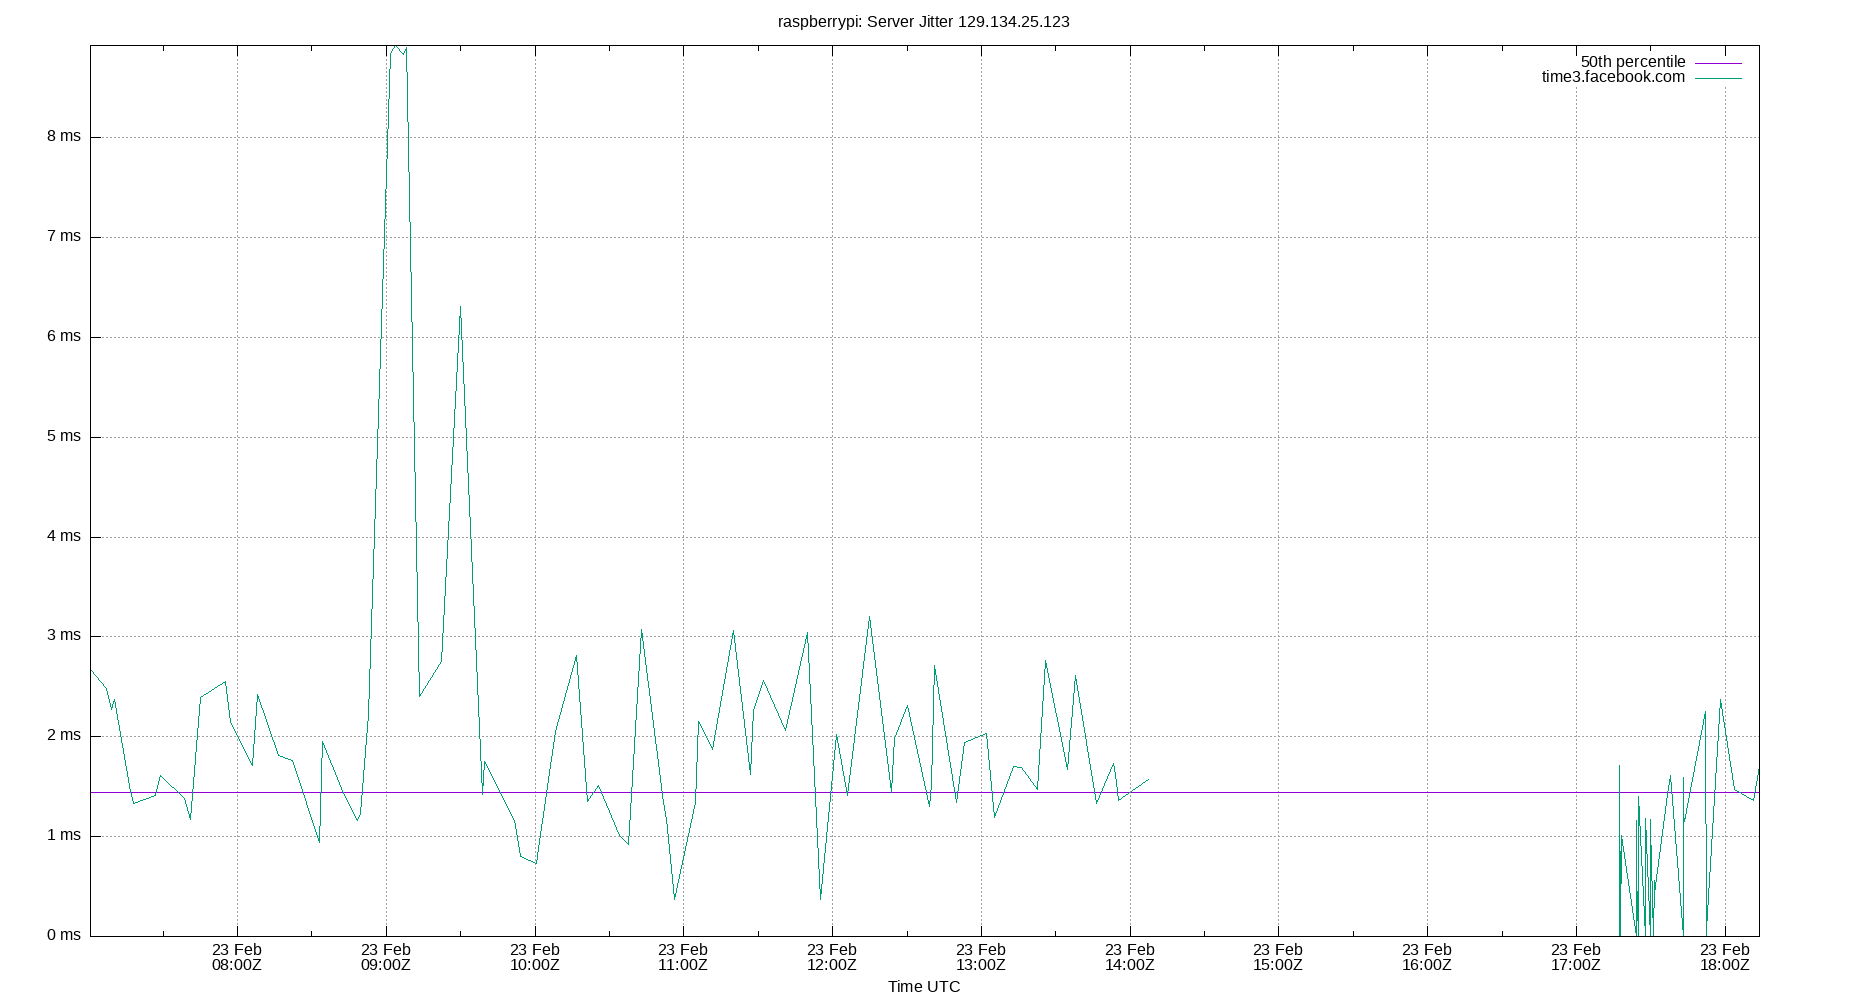 raspberrypi: Server Jitter 129.134.25.123
50th percentile
time3.facebook.com
8 ms
7 ms
6 ms
5 ms
4 ms
3 ms
2 ms
1 ms
0 ms
23 Feb 23 Feb 23 Feb 23 Feb 23 Feb 23 Feb 23 Feb 23 Feb 23 Feb 23 Feb 23 Feb
08:00Z 09:00Z 10:00Z 11:00Z 12:00Z 13:00Z 14:00Z 15:00Z 16:00Z 17:00Z 18:00Z
Time UTC